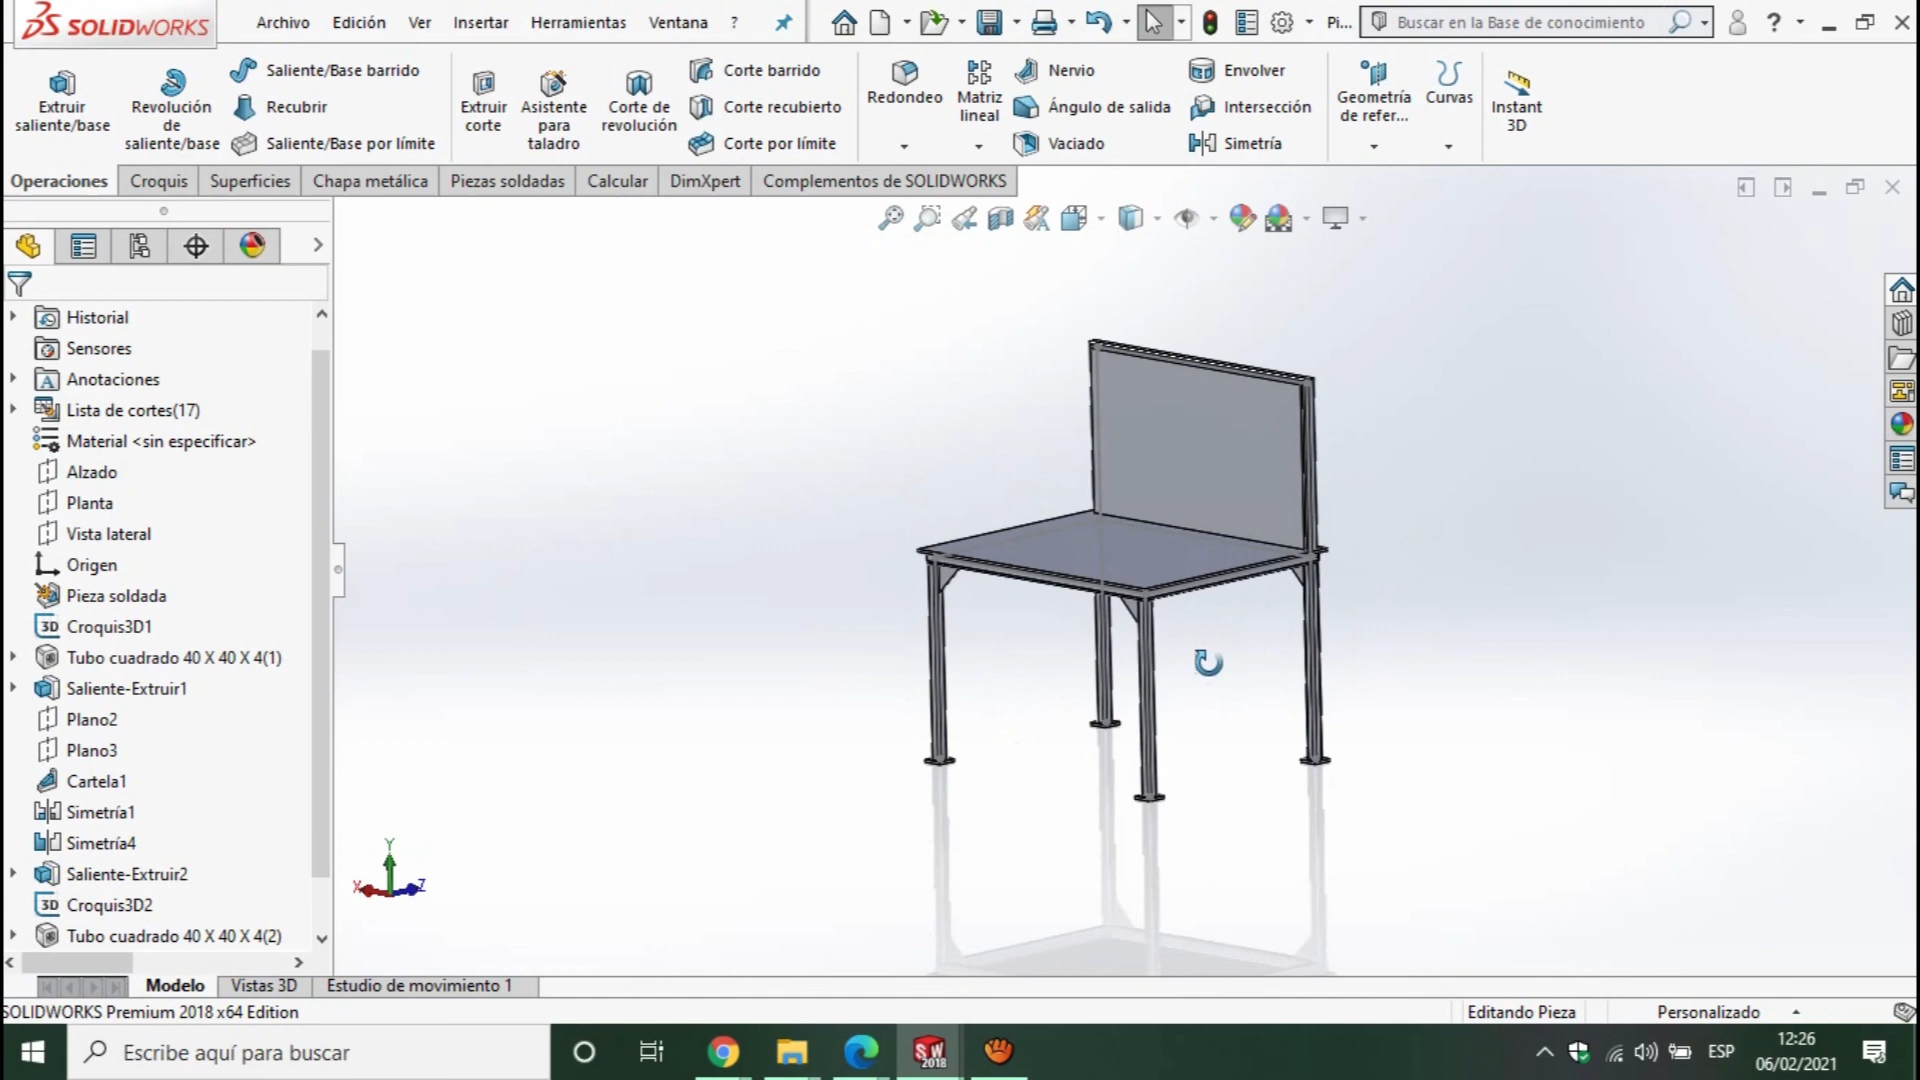 SOLIDWORKS
Archivo
Edición
Ver
Insertar
Herramientas
Ventana
?
Pi...
Buscar en la Base de conocimiento
?
Extruir
saliente/base
Revolución
de
saliente/base
Saliente/Base barrido
Recubrir
Saliente/Base por límite
Extruir
corte
Asistente
para
taladro
Corte de
revolución
Corte barrido
Corte recubierto
Corte por límite
Redondeo
Matriz
lineal
Nervio
Ángulo de salida
Vaciado
Envolver
Intersección
Simetría
Geometría
de refer...
Curvas
Instant
3D
Operaciones
Croquis
Superficies
Chapa metálica
Piezas soldadas
Calcular
DimXpert
Complementos de SOLIDWORKS
Historial
Sensores
Anotaciones
Lista de cortes(17)
Material <sin especificar>
Alzado
Planta
Vista lateral
Origen
Pieza soldada
3D Croquis3D1
Tubo cuadrado 40 X 40 X 4(1)
Saliente-Extruir1
Plano2
Plano3
Cartela1
Simetría1
Simetría4
Saliente-Extruir2
3D Croquis3D2
Tubo cuadrado 40 X 40 X 4(2)
Y
X
Z
Modelo
Vistas 3D
Estudio de movimiento 1
SOLIDWORKS Premium 2018 x64 Edition
Editando Pieza
Personalizado
Escribe aquí para buscar
SW
2018
ESP
12:26
06/02/2021